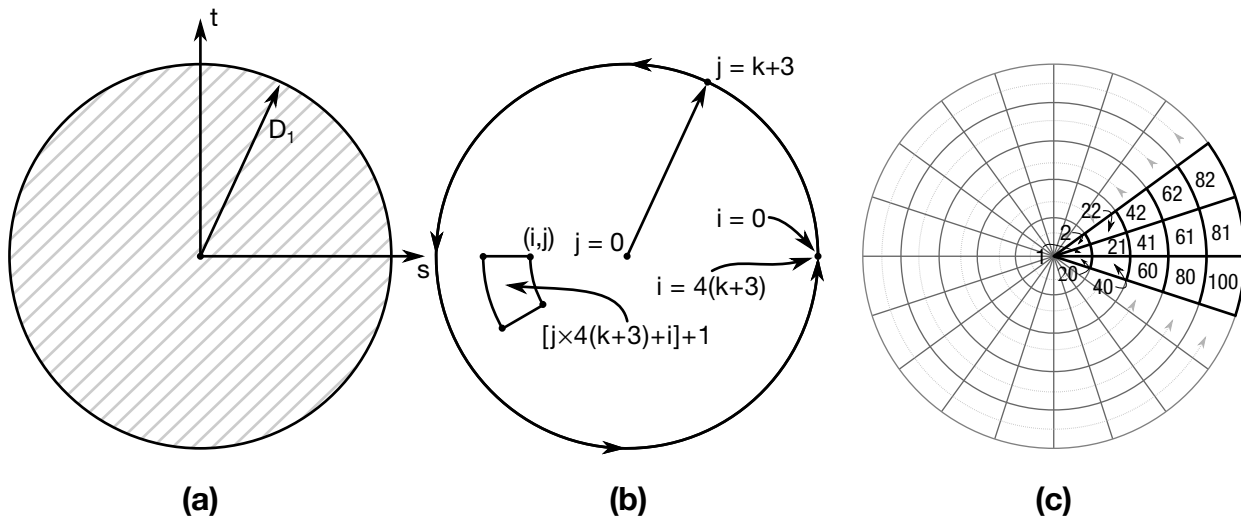 t
D1
s
(a)
j = k+3
i = 0
(i,j)
j = 0
i = 4(k+3)
[j×4(k+3)+i]+1
(b)
82
62
22 42
2
1 21 41 61 81
20 40 60 80 100
(c)